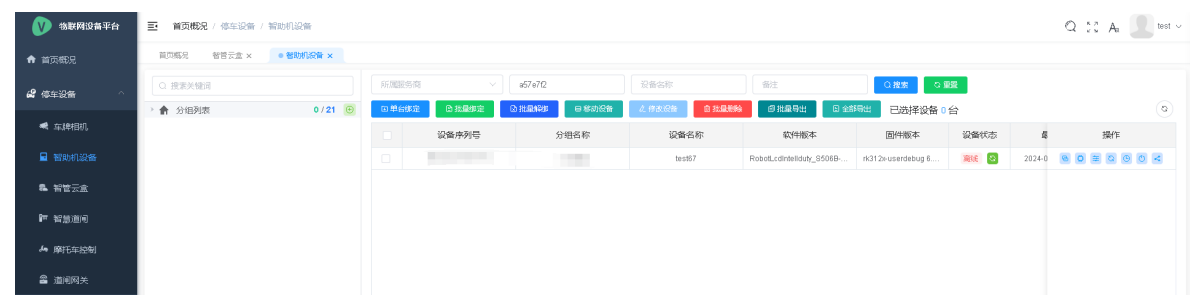 物联网设备平台
首页概况 / 停车设备 / 智助机设备
test
首页概况
智管云盒 ×
智助机设备 ×
首页概况
停车设备
车牌相机
智助机设备
智管云盒
智慧道闸
摩托车控制
道闸网关
搜索关键词
分组列表 0 / 21
所属服务商 a57e7f2 设备名称 备注 搜索 重置
单台绑定 批量绑定 批量解绑 移动设备 修改设备 批量删除 批量导出 全部导出 已选择设备 0 台
设备序列号 分组名称 设备名称 软件版本 固件版本 设备状态 操作
test67 RobotLcdIntelliduty_S506B-... rk312x-userdebug 6.... 离线 2024-0